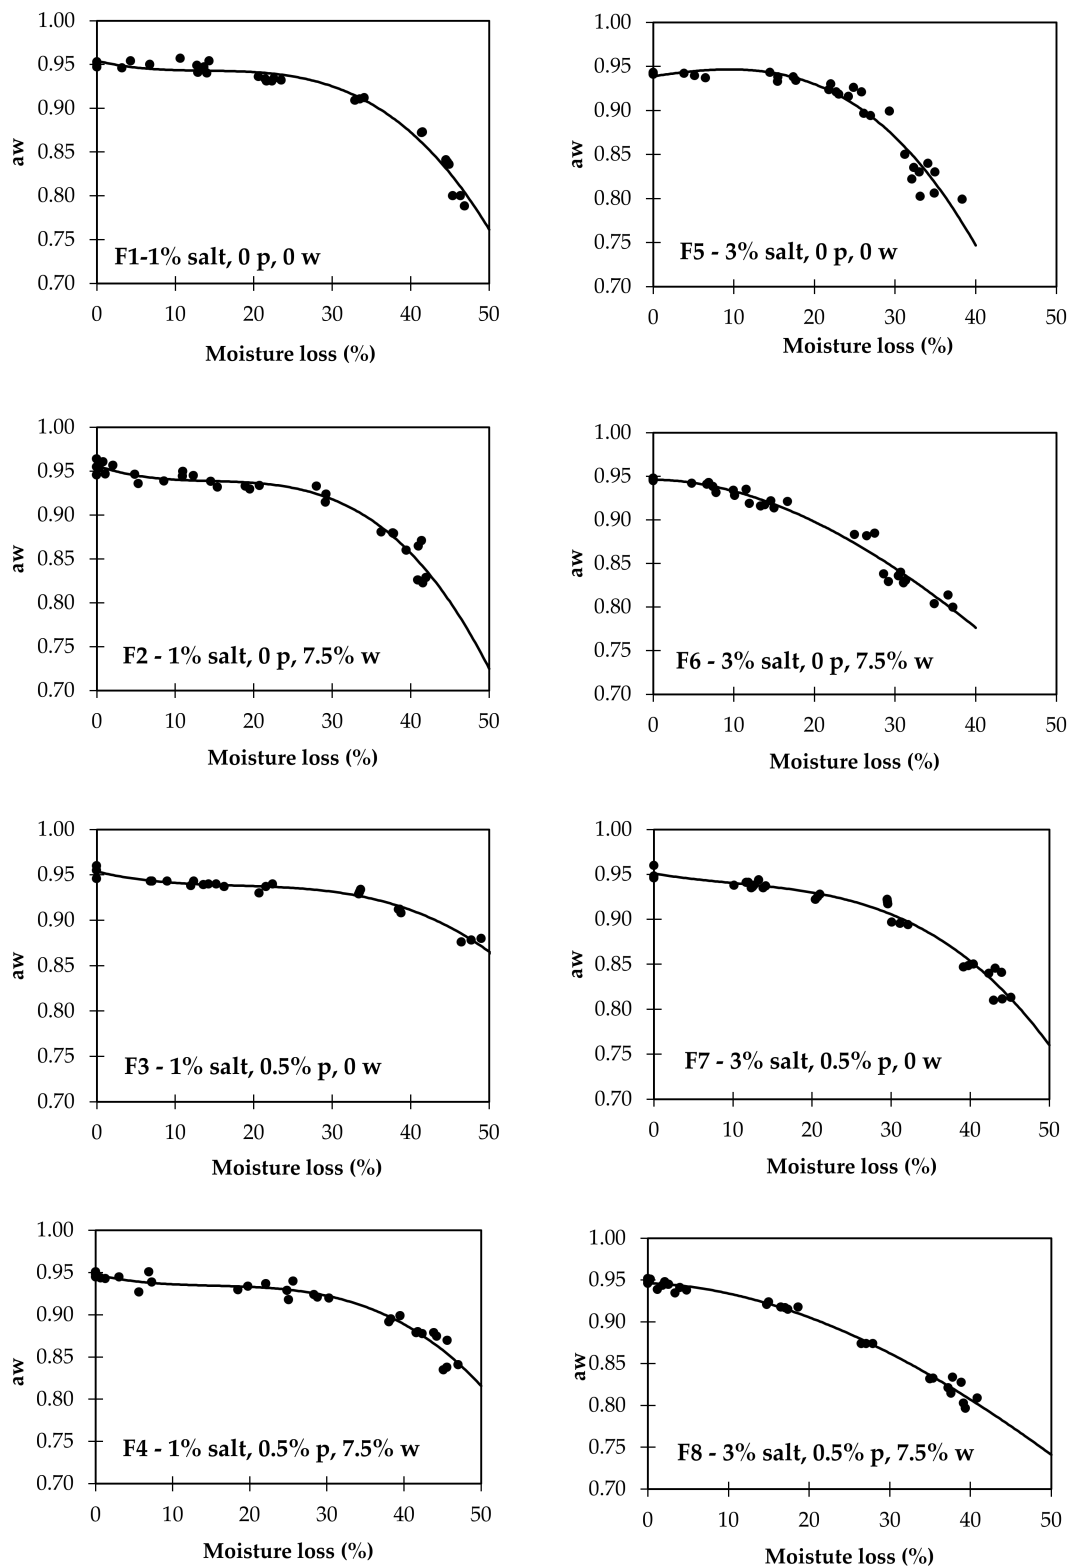 1.00
0.95
0.90
0.85
0.80
0.75
0.70
aw
F1-1% salt, 0 p, 0 w
0 10 20 30 40 50
Moisture loss (%)
1.00
0.95
0.90
0.85
0.80
0.75
0.70
aw
F5 - 3% salt, 0 p, 0 w
0 10 20 30 40 50
Moisture loss (%)
1.00
0.95
0.90
0.85
0.80
0.75
0.70
aw
F2 - 1% salt, 0 p, 7.5% w
0 10 20 30 40 50
Moisture loss (%)
1.00
0.95
0.90
0.85
0.80
0.70
aw
F6 - 3% salt, 0 p, 7.5% w
0 10 20 30 40 50
Moisture loss (%)
1.00
0.95
0.90
0.85
0.80
0.75
0.70
aw
F3 - 1% salt, 0.5% p, 0 w
0 10 20 30 40 50
Moisture loss (%)
1.00
0.95
0.90
0.85
0.80
0.75
0.70
aw
F7 - 3% salt, 0.5% p, 0 w
0 10 20 30 40 50
Moisture loss (%)
1.00
0.95
0.90
0.85
0.80
0.75
0.70
aw
F4 - 1% salt, 0.5% p, 7.5% w
0 10 20 30 40 50
Moisture loss (%)
1.00
0.95
0.90
0.85
0.80
0.75
0.70
aw
F8 - 3% salt, 0.5% p, 7.5% w
0 10 20 30 40 50
Moistute loss (%)